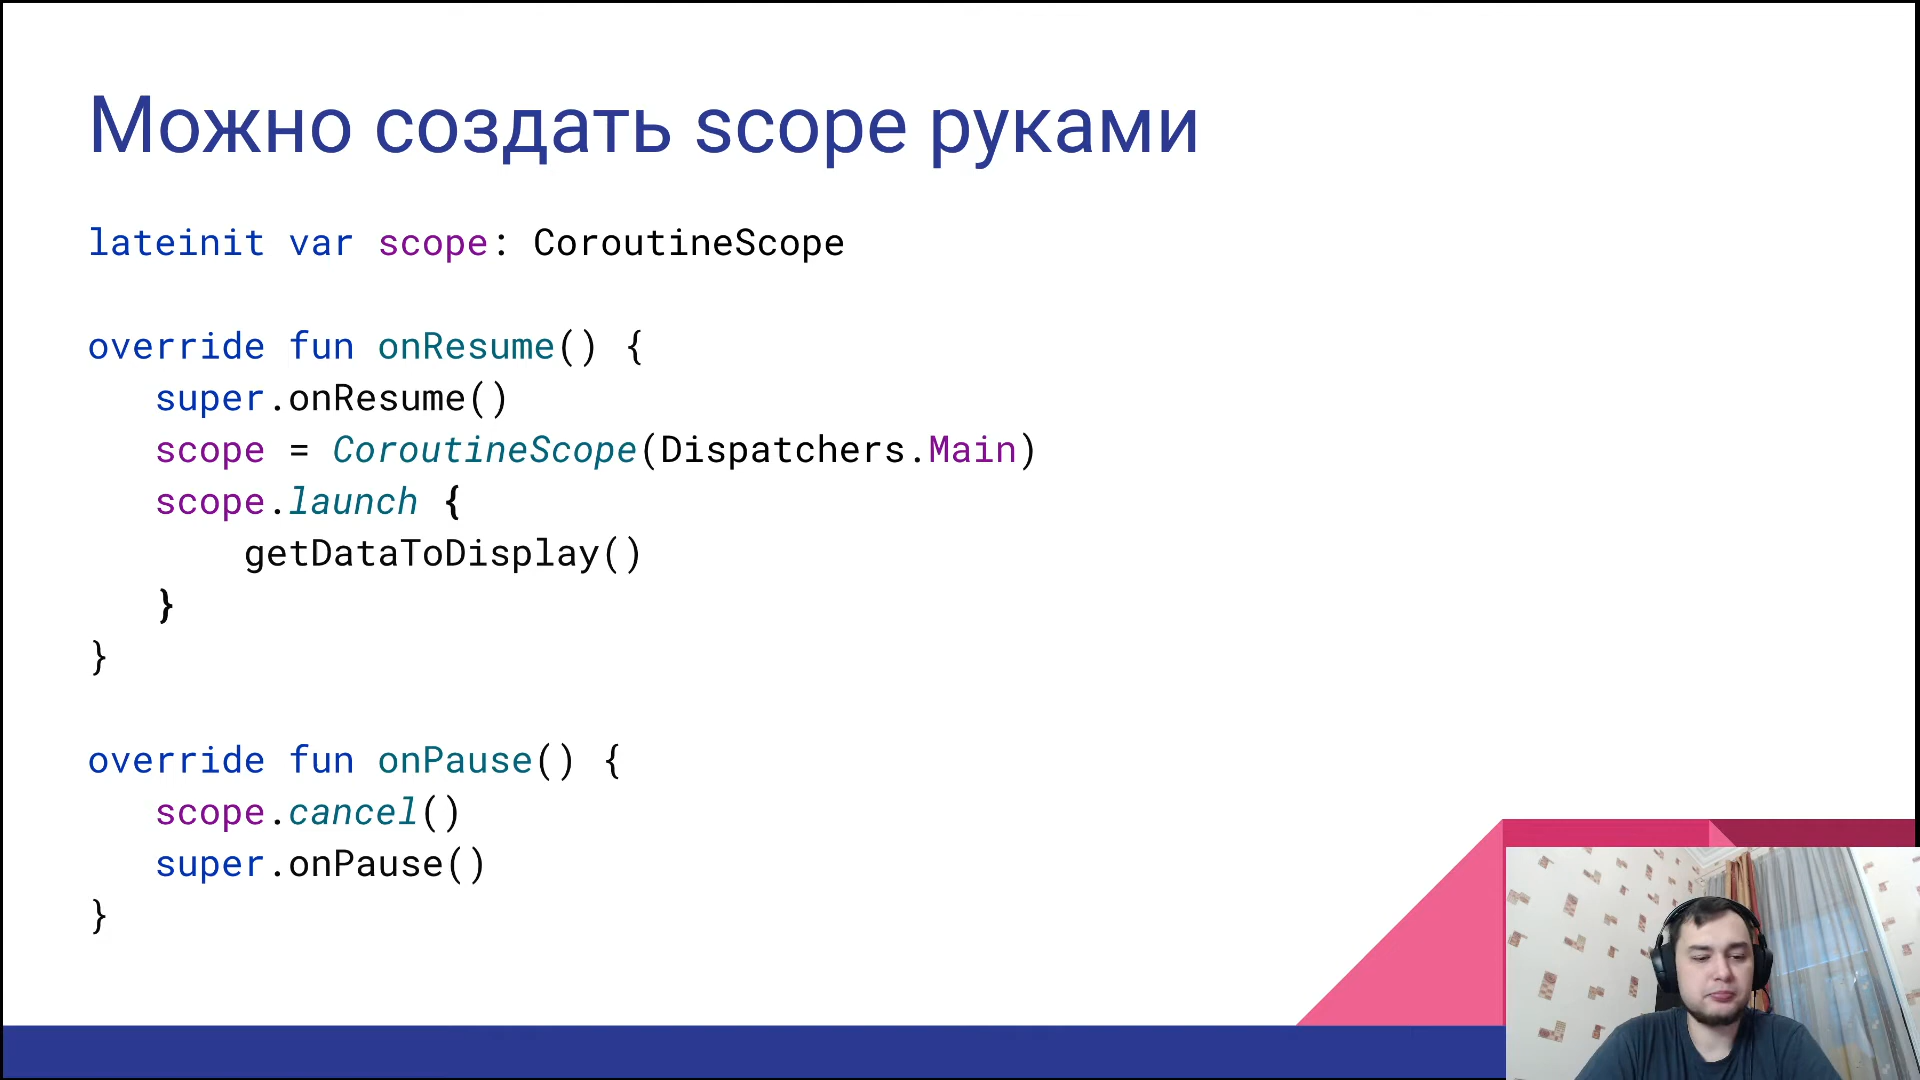 Можно создать scope руками
lateinit var scope: CoroutineScope
override fun onResume() {
super.onResume()
scope = CoroutineScope(Dispatchers.Main)
scope.launch {
getDataToDisplay()
}
}
override fun onPause() {
scope.cancel()
super.onPause()
}